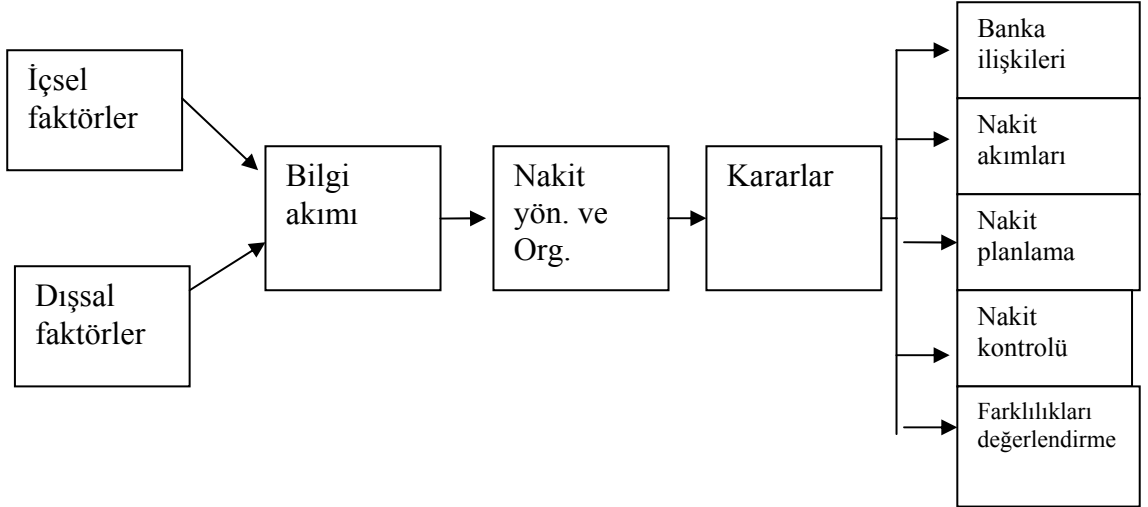 İçsel
faktörler
Dışsal
faktörler
Bilgi
akımı
Nakit
yön. ve
Org.
Kararlar
Banka
ilişkileri
Nakit
akımları
Nakit
planlama
Nakit
kontrolü
Farklılıkları
değerlendirme